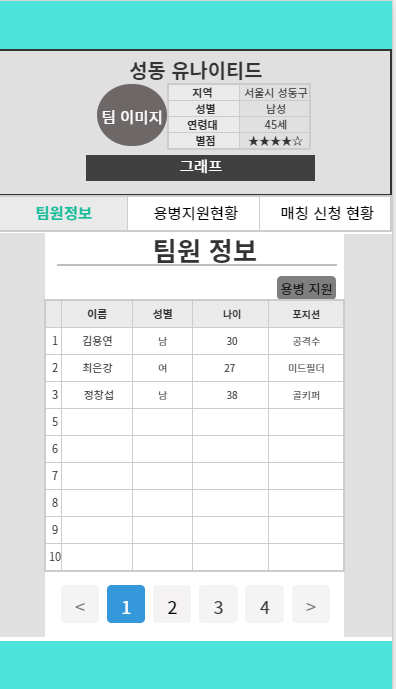 성동 유나이티드
팀 이미지
지역 서울시 성동구
성별 남성
연령대 45세
별점 ★★★★☆
그래프
팀원정보 용병지원현황 매칭 신청 현황
팀원 정보
용병 지원
이름 성별 나이 포지션
1 김용연 남 30 공격수
2 최은강 여 27 미드필더
3 정창섭 남 38 골키퍼
5
6
7
8
9
10
< 1 2 3 4 >